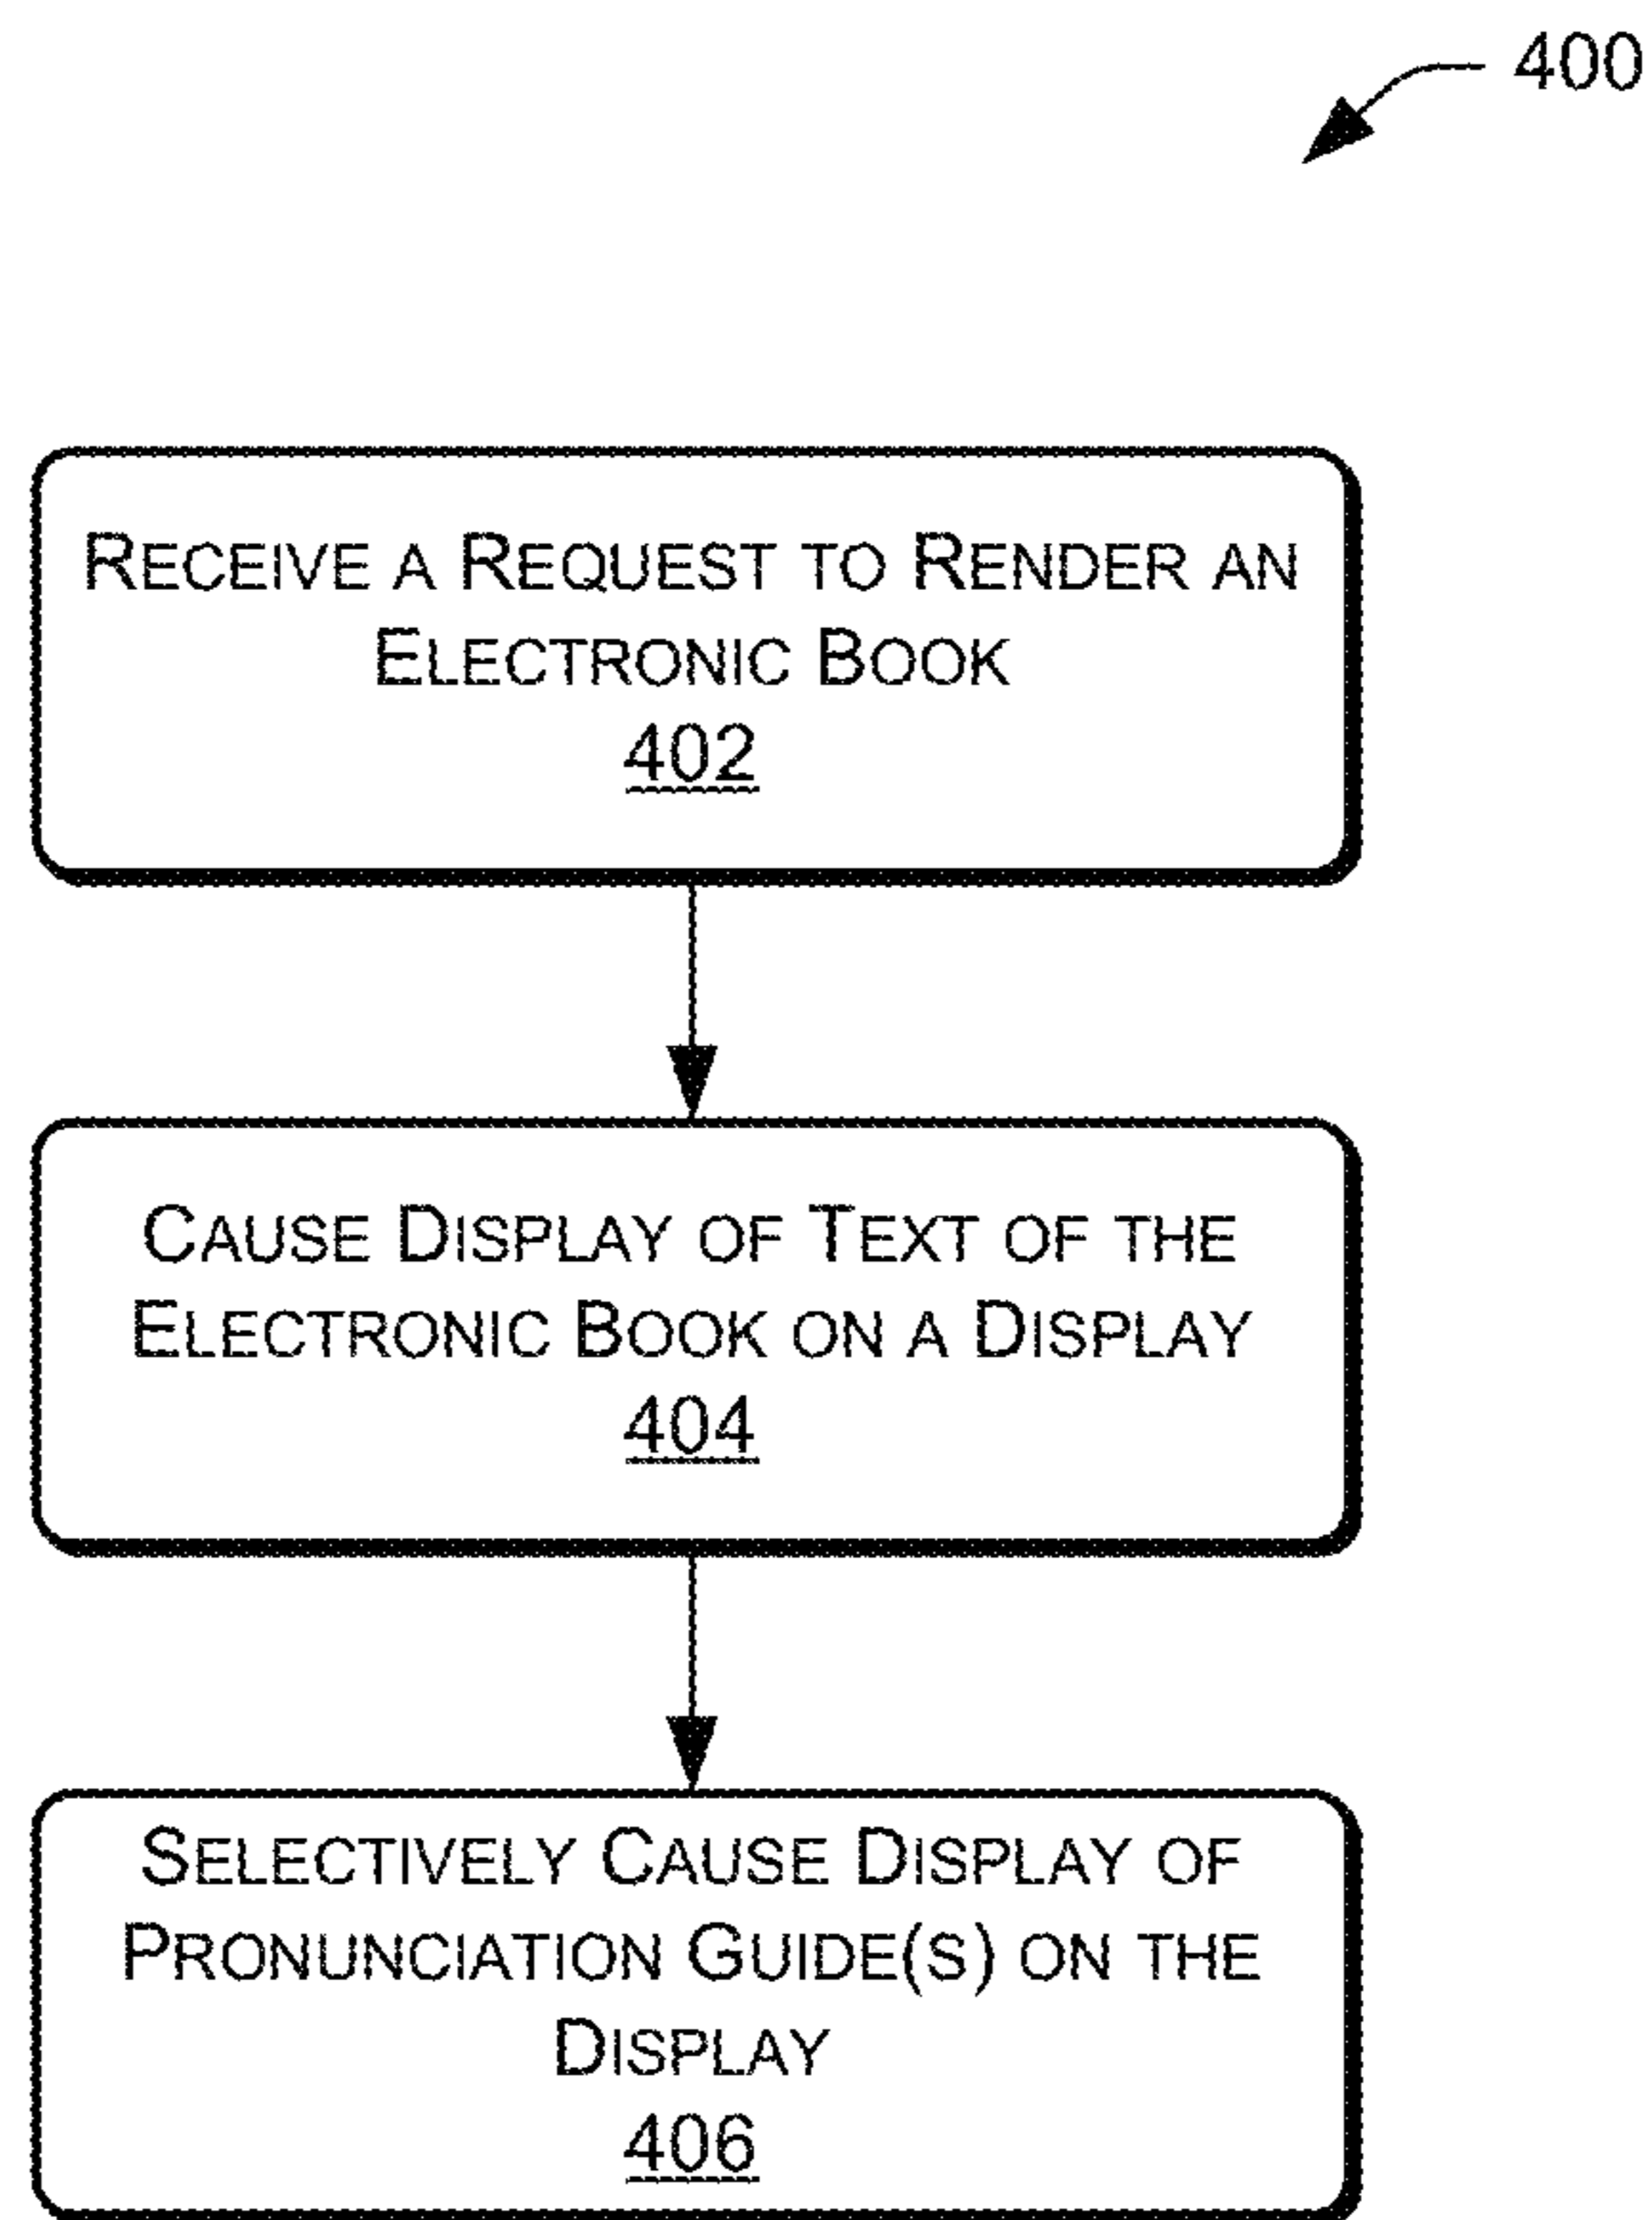 400
RECEIVE A REQUEST TO RENDER AN
ELECTRONIC BOOK
402
CAUSE DISPLAY OF TEXT OF THE
ELECTRONIC BOOK ON A DISPLAY
404
SELECTIVELY CAUSE DISPLAY OF
PRONUNCIATION GUIDE(S) ON THE
DISPLAY
406